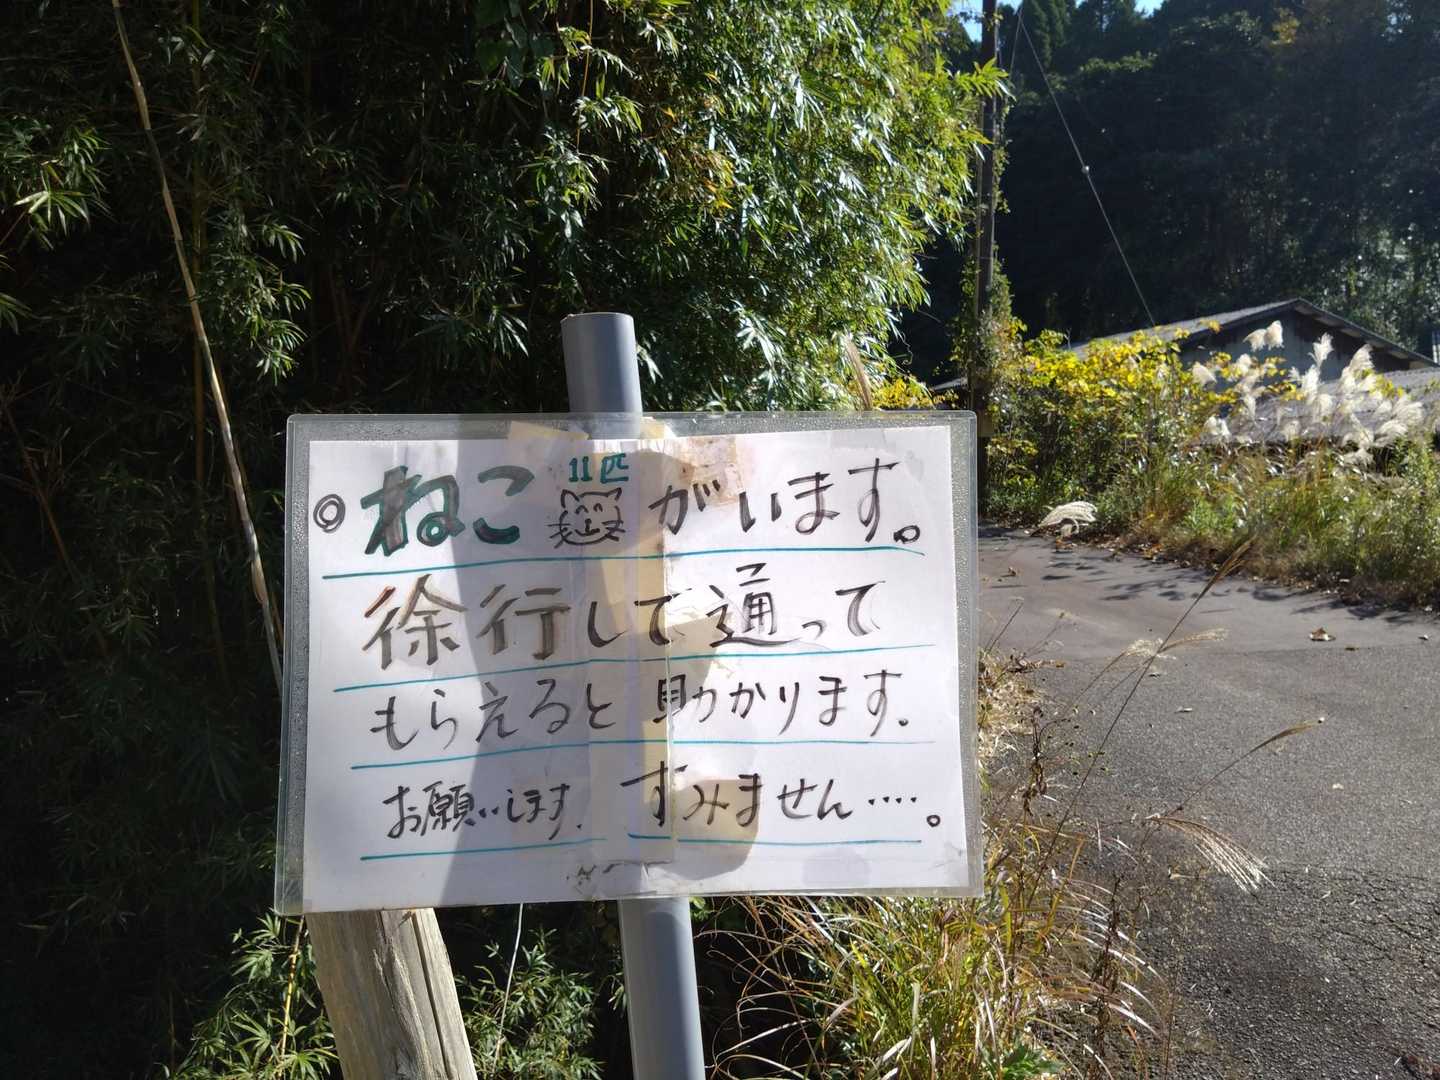 ◎ねこ11匹がいます。
徐行して通って
もらえると助かります。
お願いします. すみません‥‥。